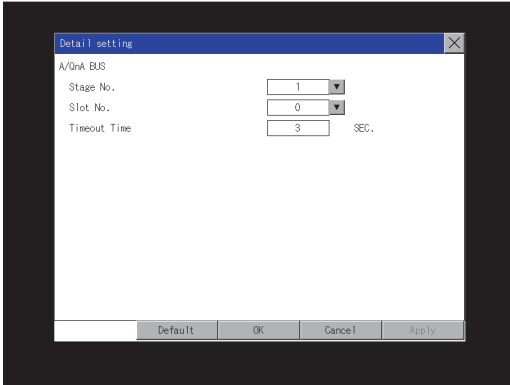 Detail setting
A/QnA BUS
Stage No. 1
Slot No. 0
Timeout Time 3 SEC.
Default OK Cancel Apply